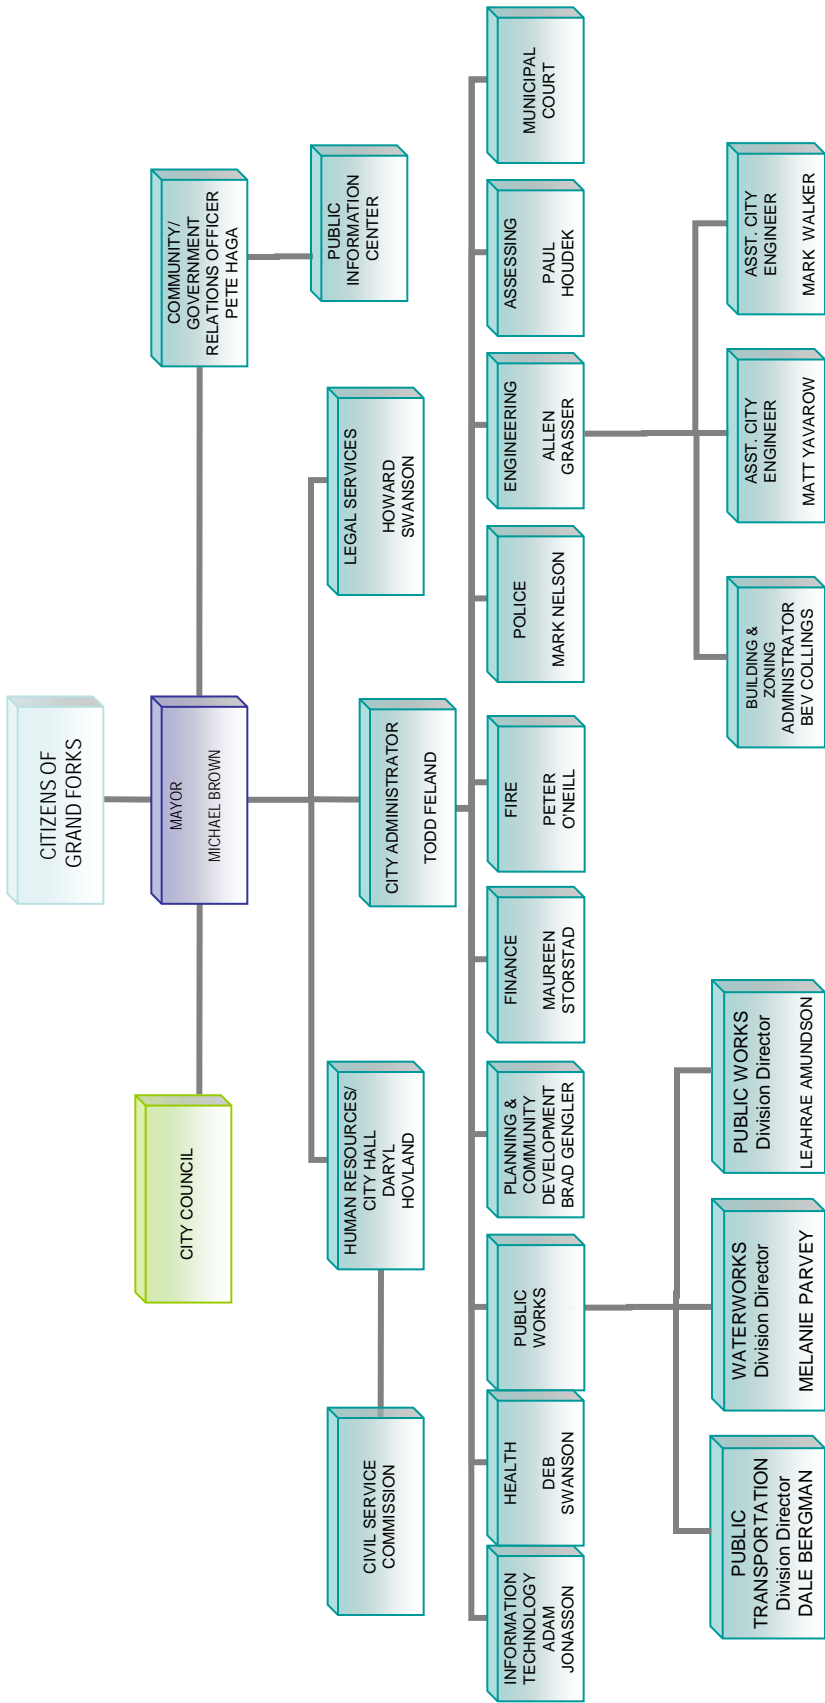 CITIZENS OF
GRAND FORKS
CITY COUNCIL
MAYOR
MICHAEL BROWN
COMMUNITY/
GOVERNMENT
RELATIONS OFFICER
PETE HAGA
CIVIL SERVICE
COMMISSION
HUMAN RESOURCES/
CITY HALL
DARYL
HOVLAND
CITY ADMINISTRATOR
TODD FELAND
LEGAL SERVICES
HOWARD
SWANSON
PUBLIC
INFORMATION
CENTER
INFORMATION
TECHNOLOGY
ADAM
JONASSON
HEALTH
DEB
SWANSON
PUBLIC
WORKS
PLANNING &
COMMUNITY
DEVELOPMENT
BRAD GENGLER
FINANCE
MAUREEN
STORSTAD
FIRE
PETER
O'NEILL
POLICE
MARK NELSON
ENGINEERING
ALLEN
GRASSER
ASSESSING
PAUL
HOUDEK
MUNICIPAL
COURT
PUBLIC
TRANSPORTATION
Division Director
DALE BERGMAN
WATERWORKS
Division Director
MELANIE PARVEY
PUBLIC WORKS
Division Director
LEAHRAE AMUNDSON
BUILDING &
ZONING
ADMINISTRATOR
BEV COLLINGS
ASST. CITY
ENGINEER
MATT YAVAROW
ASST. CITY
ENGINEER
MARK WALKER